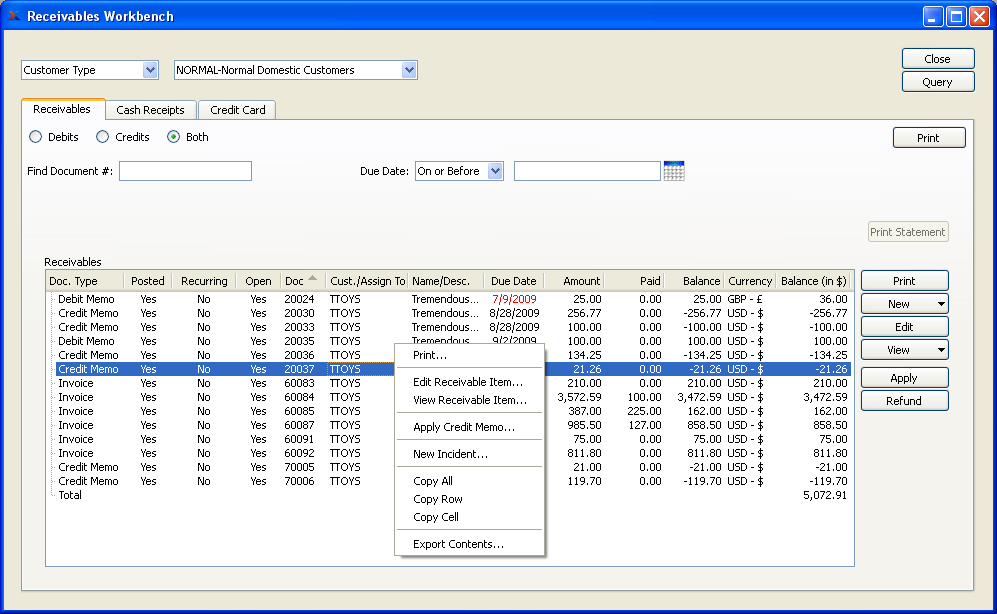 Receivables Workbench
Close
Customer Type NORMAL-Normal Domestic Customers
Query
Receivables Cash Receipts Credit Card
Debits Credits Both Print
Find Document #: Due Date: On or Before
Print Statement
Receivables
Doc. Type Posted Recurring Open Doc Cust./Assign To Name/Desc. Due Date Amount Paid Balance Currency Balance (in $)
Debit Memo Yes No Yes 20024 TTOYS Tremendous... 7/9/2009 25.00 0.00 25.00 GBP - £ 36.00
Credit Memo Yes No Yes 20030 TTOYS Tremendous... 8/28/2009 256.77 0.00 -256.77 USD - $ -256.77
Credit Memo Yes No Yes 20033 TTOYS Tremendous... 8/28/2009 100.00 0.00 -100.00 USD - $ -100.00
Debit Memo Yes No Yes 20035 TTOYS Tremendous... 9/2/2009 100.00 0.00 100.00 USD - $ 100.00
Credit Memo Yes No Yes 20036 TTOYS 134.25 0.00 -134.25 USD - $ -134.25
Credit Memo Yes No Yes 20037 TTOYS 21.26 0.00 -21.26 USD - $ -21.26
Invoice Yes No Yes 60083 TTOYS 210.00 0.00 210.00 USD - $ 210.00
Invoice Yes No Yes 60084 TTOYS 3,572.59 100.00 3,472.59 USD - $ 3,472.59
Invoice Yes No Yes 60085 TTOYS 387.00 225.00 162.00 USD - $ 162.00
Invoice Yes No Yes 60087 TTOYS 985.50 127.00 858.50 USD - $ 858.50
Invoice Yes No Yes 60091 TTOYS 75.00 0.00 75.00 USD - $ 75.00
Invoice Yes No Yes 60092 TTOYS 811.80 0.00 811.80 USD - $ 811.80
Credit Memo Yes No Yes 70005 TTOYS 21.00 0.00 -21.00 USD - $ -21.00
Credit Memo Yes No Yes 70006 TTOYS 119.70 0.00 -119.70 USD - $ -119.70
Total 5,072.91
Print...
Edit Receivable Item...
View Receivable Item...
Apply Credit Memo...
New Incident...
Copy All
Copy Row
Copy Cell
Export Contents...
Print
New
Edit
View
Apply
Refund